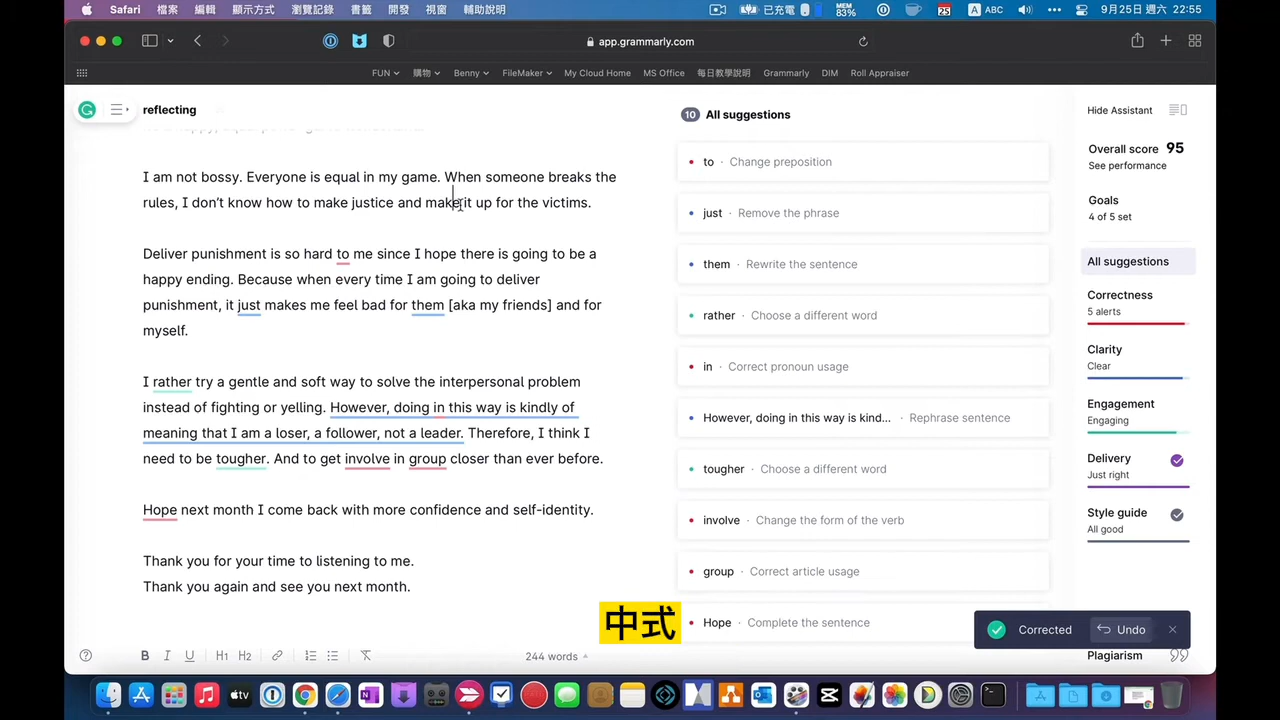 Safari 檔案 編輯 顯示方式 瀏覽記錄 書籤 開發 視窗 輔助說明 已充電 MEM 83% 25 A ABC 9月25日 週六 22:55
app.grammarly.com
FUN 購物 Benny FileMaker My Cloud Home MS Office 每日教學說明 Grammarly DIM Roll Appraiser
reflecting
I am not bossy. Everyone is equal in my game. When someone breaks the
rules, I don't know how to make justice and make it up for the victims.
Deliver punishment is so hard to me since I hope there is going to be a
happy ending. Because when every time I am going to deliver
punishment, it just makes me feel bad for them [aka my friends] and for
myself.
I rather try a gentle and soft way to solve the interpersonal problem
instead of fighting or yelling. However, doing in this way is kindly of
meaning that I am a loser, a follower, not a leader. Therefore, I think I
need to be tougher. And to get involve in group closer than ever before.
Hope next month I come back with more confidence and self-identity.
Thank you for your time to listening to me.
Thank you again and see you next month.
B I U H1 H2
244 words
10 All suggestions
to · Change preposition
just · Remove the phrase
them · Rewrite the sentence
rather · Choose a different word
in · Correct pronoun usage
However, doing in this way is kind... · Rephrase sentence
tougher · Choose a different word
involve · Change the form of the verb
group · Correct article usage
Hope · Complete the sentence
Hide Assistant
Overall score 95
See performance
Goals
4 of 5 set
All suggestions
Correctness
5 alerts
Clarity
Clear
Engagement
Engaging
Delivery
Just right
Style guide
All good
Corrected Undo
Plagiarism
中式